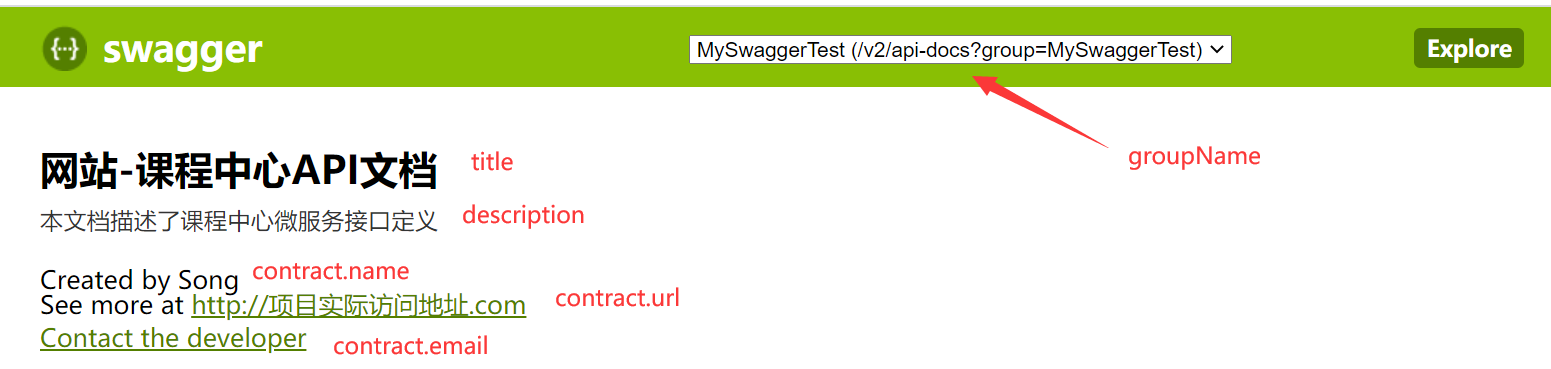 {···} swagger MySwaggerTest (/v2/api-docs?group=MySwaggerTest) Explore
网站-课程中心API文档 title groupName
本文档描述了课程中心微服务接口定义 description
Created by Song contract.name
See more at http://项目实际访问地址.com contract.url
Contact the developer contract.email